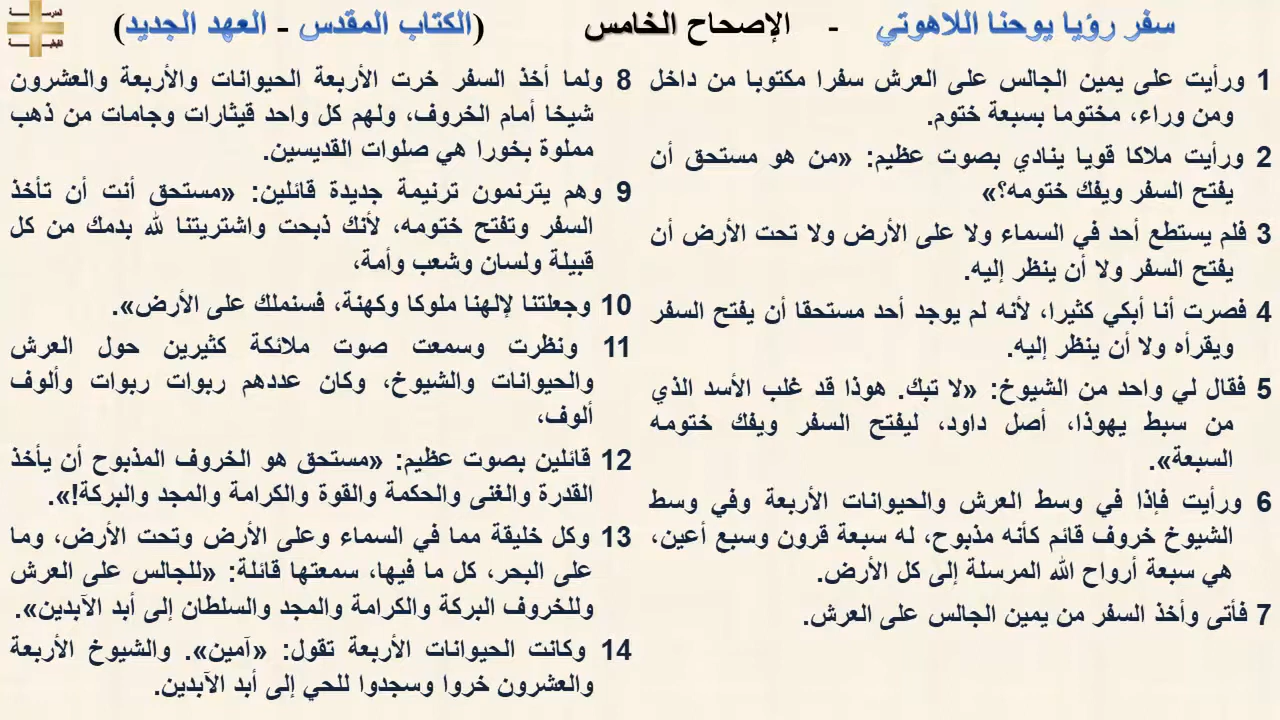 سفر رؤيا يوحنا اللاهوتي - الإصحاح الخامس (الكتاب المقدس - العهد الجديد)
1 ورأيت على يمين الجالس على العرش سفرا مكتوبا من داخل
ومن وراء، مختوما بسبعة ختوم.
2 ورأيت ملاكا قويا ينادي بصوت عظيم: «من هو مستحق أن
يفتح السفر ويفك ختومه؟»
3 فلم يستطع أحد في السماء ولا على الأرض ولا تحت الأرض أن
يفتح السفر ولا أن ينظر إليه.
4 فصرت أنا أبكي كثيرا، لأنه لم يوجد أحد مستحقا أن يفتح السفر
ويقرأه ولا أن ينظر إليه.
5 فقال لي واحد من الشيوخ: «لا تبك. هوذا قد غلب الأسد الذي
من سبط يهوذا، أصل داود، ليفتح السفر ويفك ختومه
السبعة».
6 ورأيت فإذا في وسط العرش والحيوانات الأربعة وفي وسط
الشيوخ خروف قائم كأنه مذبوح، له سبعة قرون وسبع أعين،
هي سبعة أرواح الله المرسلة إلى كل الأرض.
7 فأتى وأخذ السفر من يمين الجالس على العرش.
8 ولما أخذ السفر خرت الأربعة الحيوانات والأربعة والعشرون
شيخا أمام الخروف، ولهم كل واحد قيثارات وجامات من ذهب
مملوة بخورا هي صلوات القديسين.
9 وهم يترنمون ترنيمة جديدة قائلين: «مستحق أنت أن تأخذ
السفر وتفتح ختومه، لأنك ذبحت واشتريتنا لله بدمك من كل
قبيلة ولسان وشعب وأمة،
10 وجعلتنا لإلهنا ملوكا وكهنة، فسنملك على الأرض».
11 ونظرت وسمعت صوت ملائكة كثيرين حول العرش
والحيوانات والشيوخ، وكان عددهم ربوات ربوات وألوف
ألوف،
12 قائلين بصوت عظيم: «مستحق هو الخروف المذبوح أن يأخذ
القدرة والغنى والحكمة والقوة والكرامة والمجد والبركة!».
13 وكل خليقة مما في السماء وعلى الأرض وتحت الأرض، وما
على البحر، كل ما فيها، سمعتها قائلة: «للجالس على العرش
وللخروف البركة والكرامة والمجد والسلطان إلى أبد الآبدين».
14 وكانت الحيوانات الأربعة تقول: «آمين». والشيوخ الأربعة
والعشرون خروا وسجدوا للحي إلى أبد الآبدين.